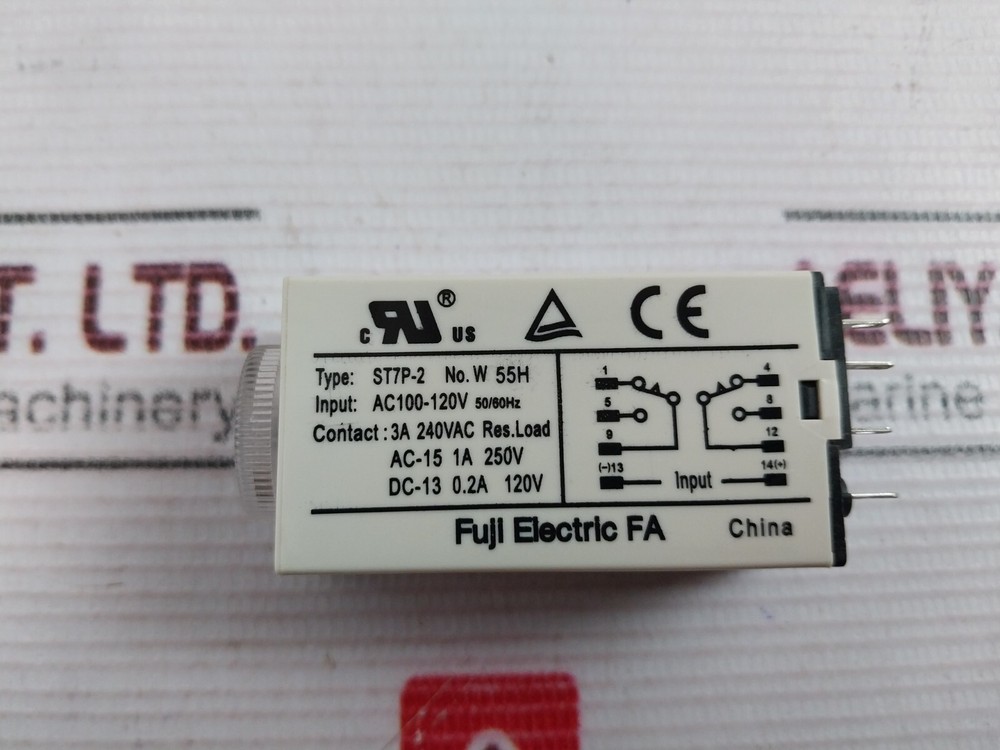 T. LTD.
ELIY
achinery
arine
c RU ® US
CE
Type: ST7P-2 No.W 55H
Input: AC100-120V 50/60Hz
Contact : 3A 240VAC Res.Load
AC-15 1A 250V
DC-13 0.2A 120V
1 4
5 8
9 12
(-)13 Input 14(+)
Fuji Electric FA China